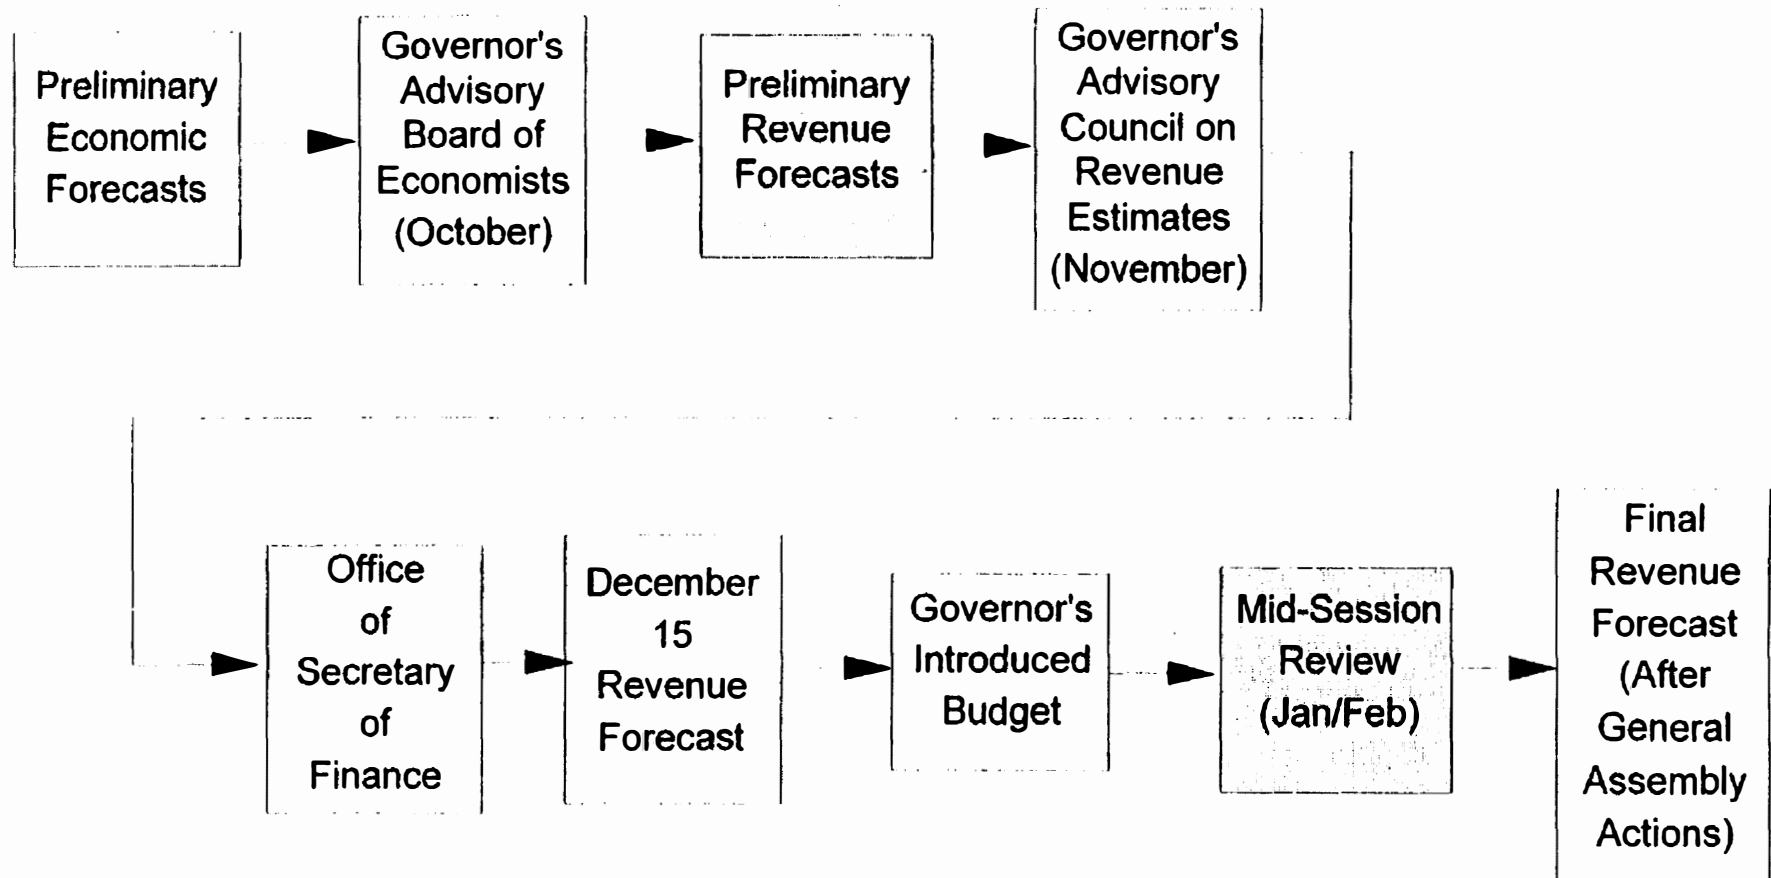 Preliminary
Economic
Forecasts
Governor's
Advisory
Board of
Economists
(October)
Preliminary
Revenue
Forecasts
Governor's
Advisory
Council on
Revenue
Estimates
(November)
Office
of
Secretary
of
Finance
December
15
Revenue
Forecast
Governor's
Introduced
Budget
Mid-Session
Review
(Jan/Feb)
Final
Revenue
Forecast
(After
General
Assembly
Actions)